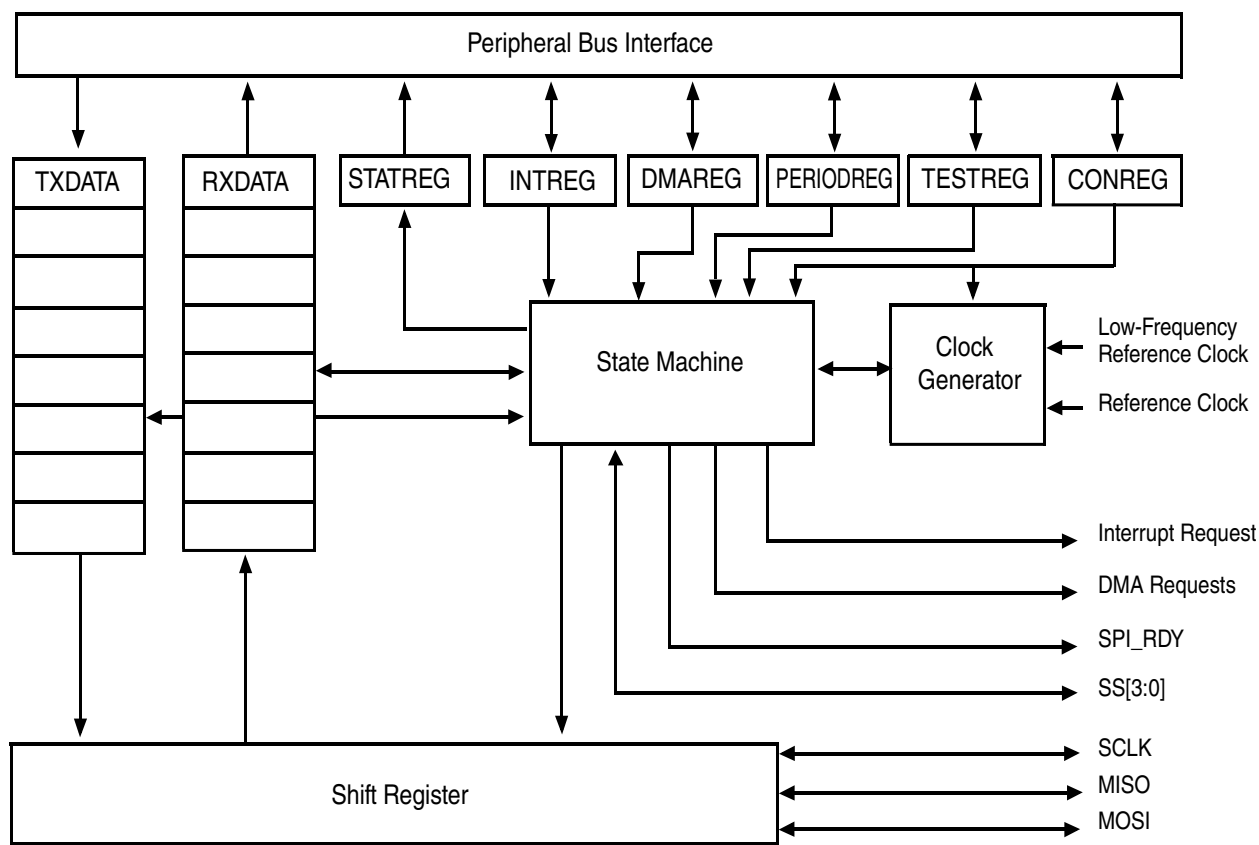 Peripheral Bus Interface
TXDATA
RXDATA
STATREG
INTREG
DMAREG
PERIODREG
TESTREG
CONREG
State Machine
Clock
Generator
Low-Frequency
Reference Clock
Reference Clock
Interrupt Request
DMA Requests
SPI_RDY
SS[3:0]
SCLK
Shift Register
MISO
MOSI